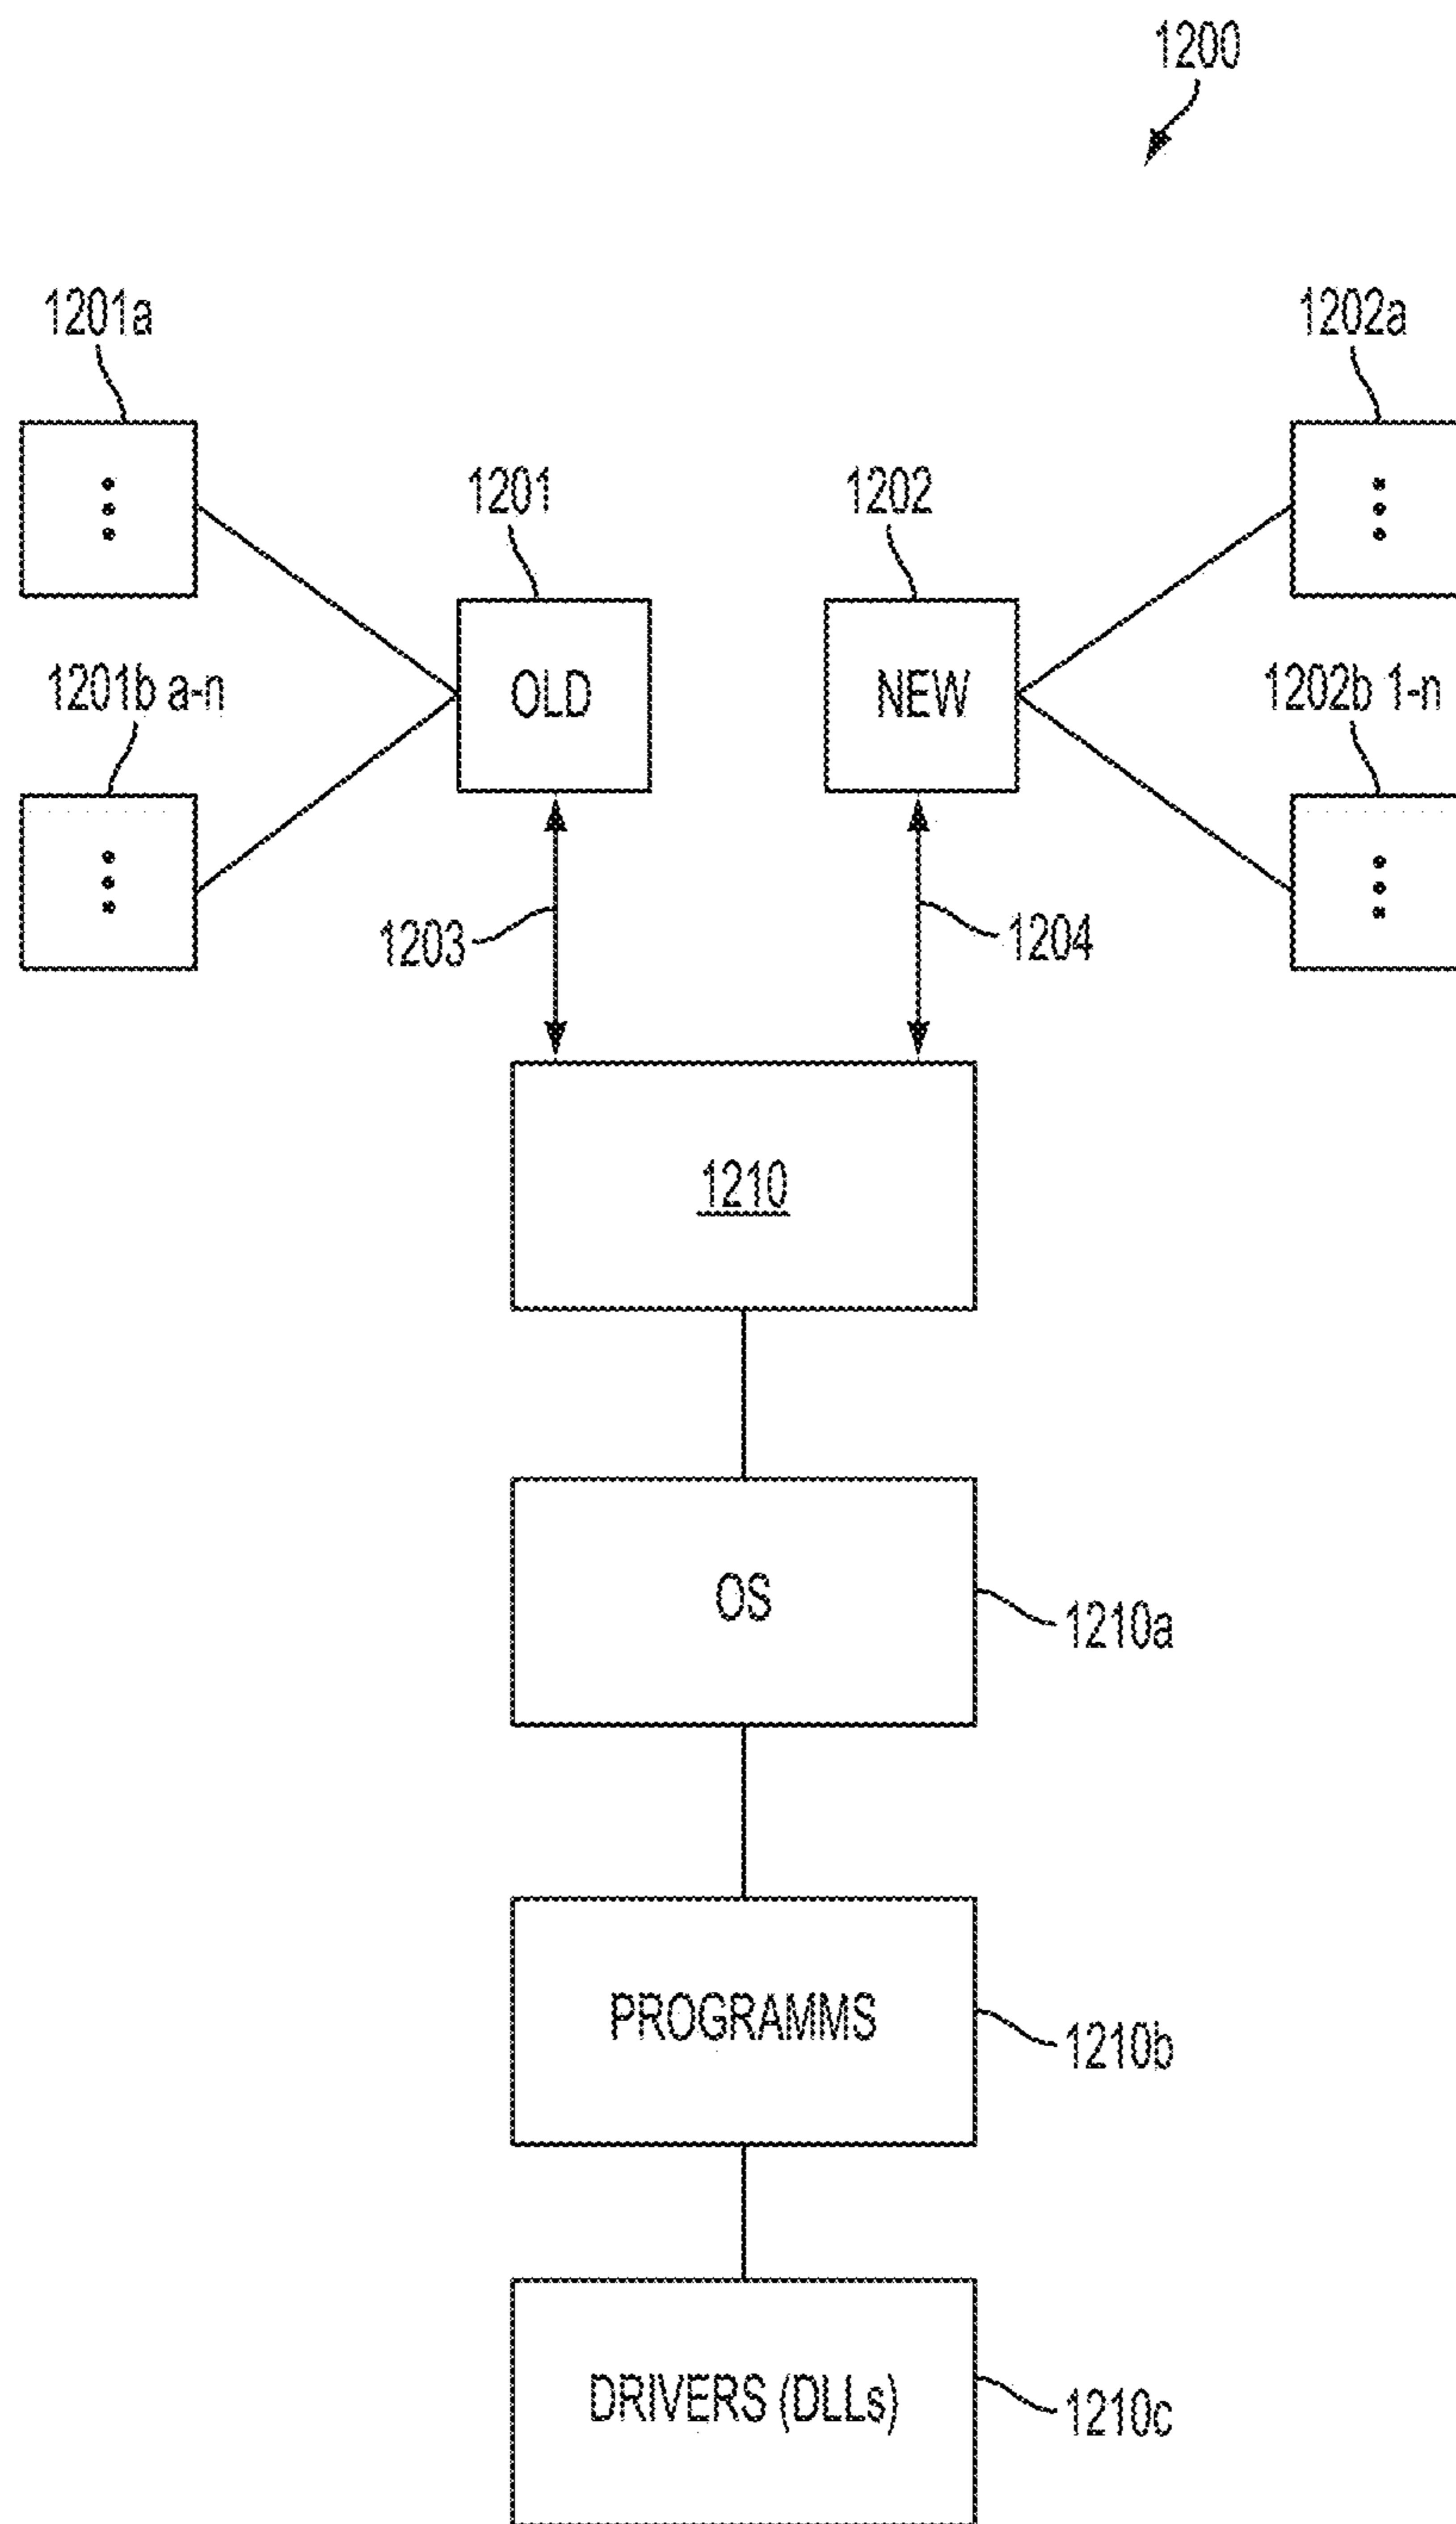 1200
1201a
1202a
1201
1202
1201b a-n
OLD
NEW
1202b 1-n
1203
1204
1210
OS
1210a
PROGRAMMS
1210b
DRIVERS (DLLs)
1210c